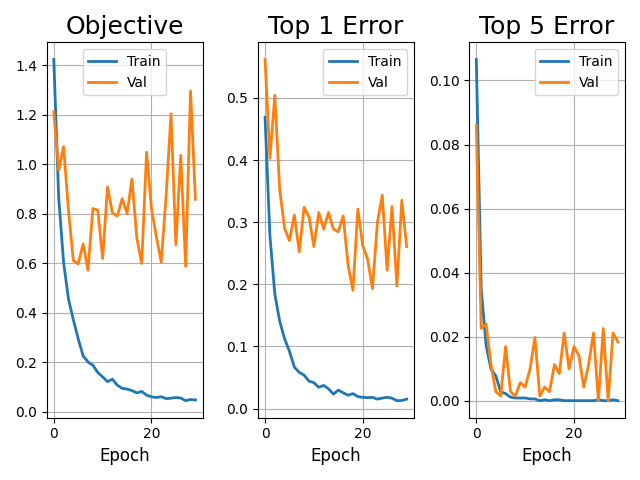 Objective
Train
Val
1.4
1.2
1.0
0.8
0.6
0.4
0.2
0.0
0 20
Epoch
Top 1 Error
Train
Val
0.5
0.4
0.3
0.2
0.1
0.0
0 20
Epoch
Top 5 Error
Train
Val
0.10
0.08
0.06
0.04
0.02
0.00
0 20
Epoch